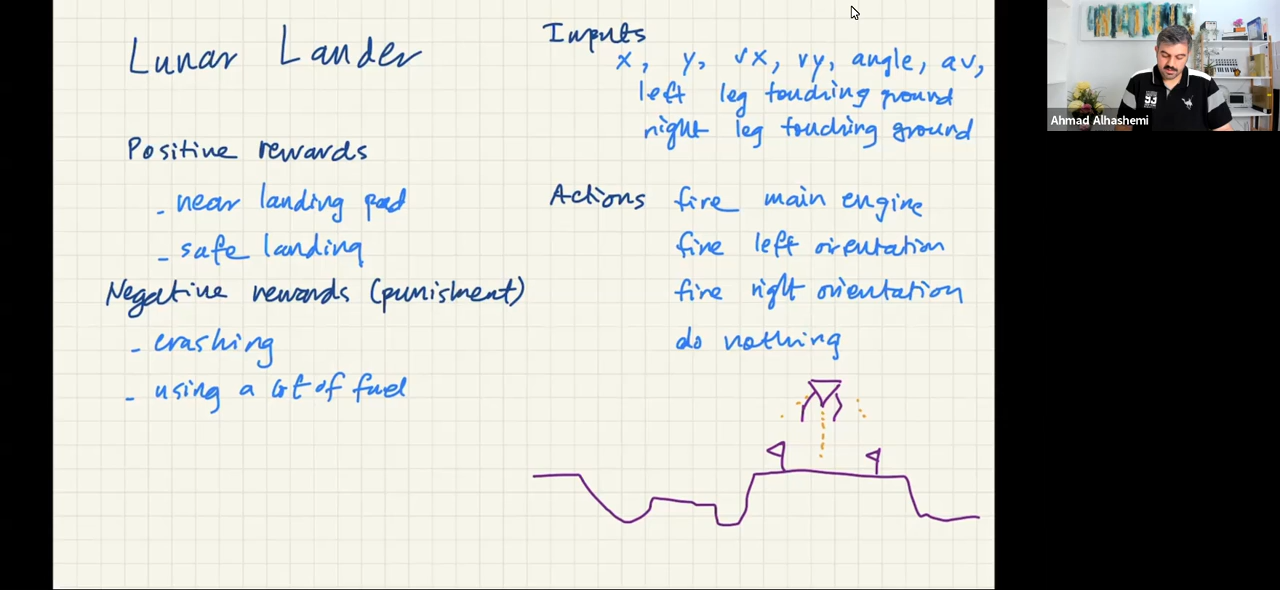 Lunar Lander
Positive rewards
- near landing pad
- safe landing
Negative rewards (punisment)
- crashing
- using a lot of fuel
Inputs
x, y, vx, vy, angle, av,
left leg touching ground
right leg touching ground
Actions fire main engine
fire left orientation
fire right orientation
do nothing
Ahmad Alhashemi
93